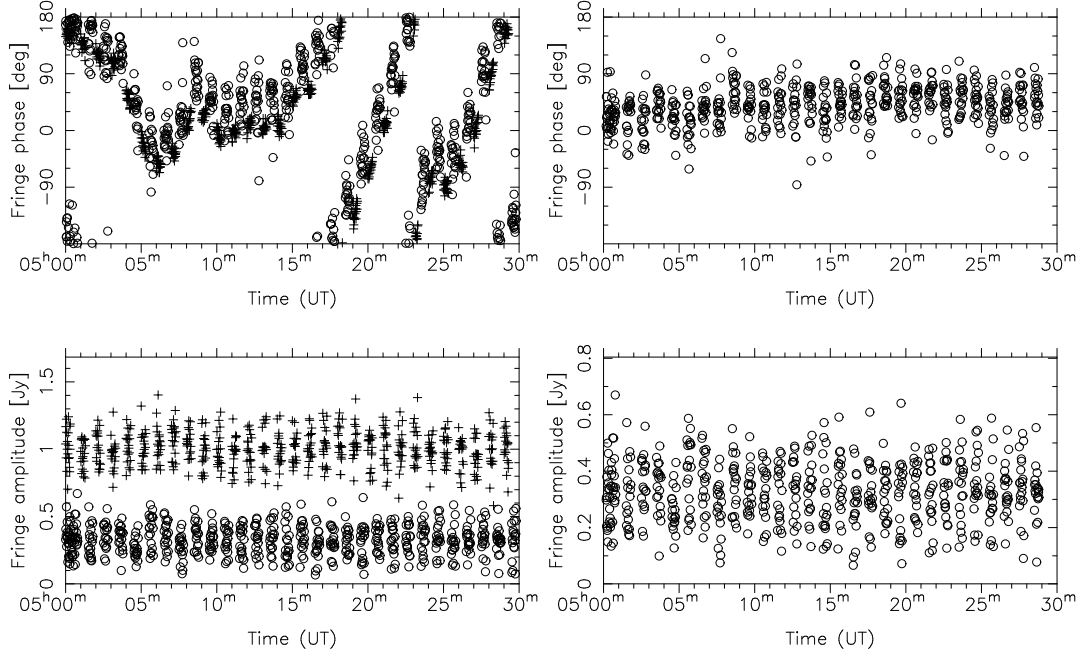 180
90
0
−90
Fringe phase [deg]
05ʰ00ᵐ 05ᵐ 10ᵐ 15ᵐ 20ᵐ 25ᵐ 30ᵐ
Time (UT)
180
90
0
−90
Fringe phase [deg]
05ʰ00ᵐ 05ᵐ 10ᵐ 15ᵐ 20ᵐ 25ᵐ 30ᵐ
Time (UT)
1.5
1
0.5
0
Fringe amplitude [Jy]
05ʰ00ᵐ 05ᵐ 10ᵐ 15ᵐ 20ᵐ 25ᵐ 30ᵐ
Time (UT)
0.8
0.6
0.4
0.2
0
Fringe amplitude [Jy]
05ʰ00ᵐ 05ᵐ 10ᵐ 15ᵐ 20ᵐ 25ᵐ 30ᵐ
Time (UT)